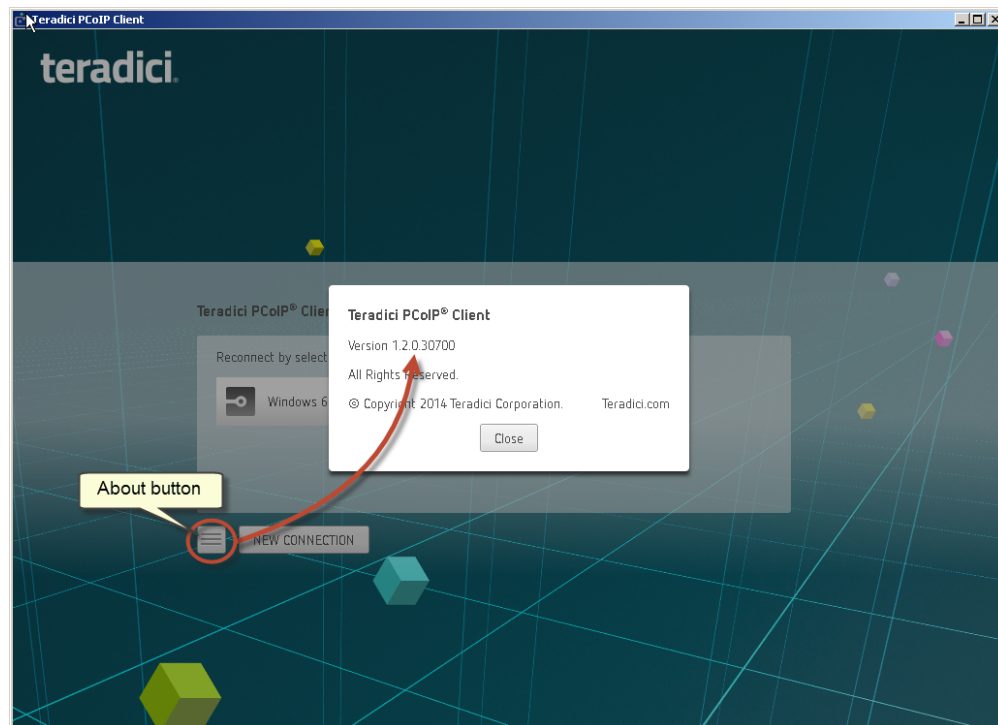 Teradici PCoIP Client
teradici.
Teradici PCoIP® Clie
Reconnect by select
Windows 6
Teradici PCoIP® Client
Version 1.2.0.30700
All Rights Reserved.
© Copyright 2014 Teradici Corporation. Teradici.com
Close
About button
NEW CONNECTION